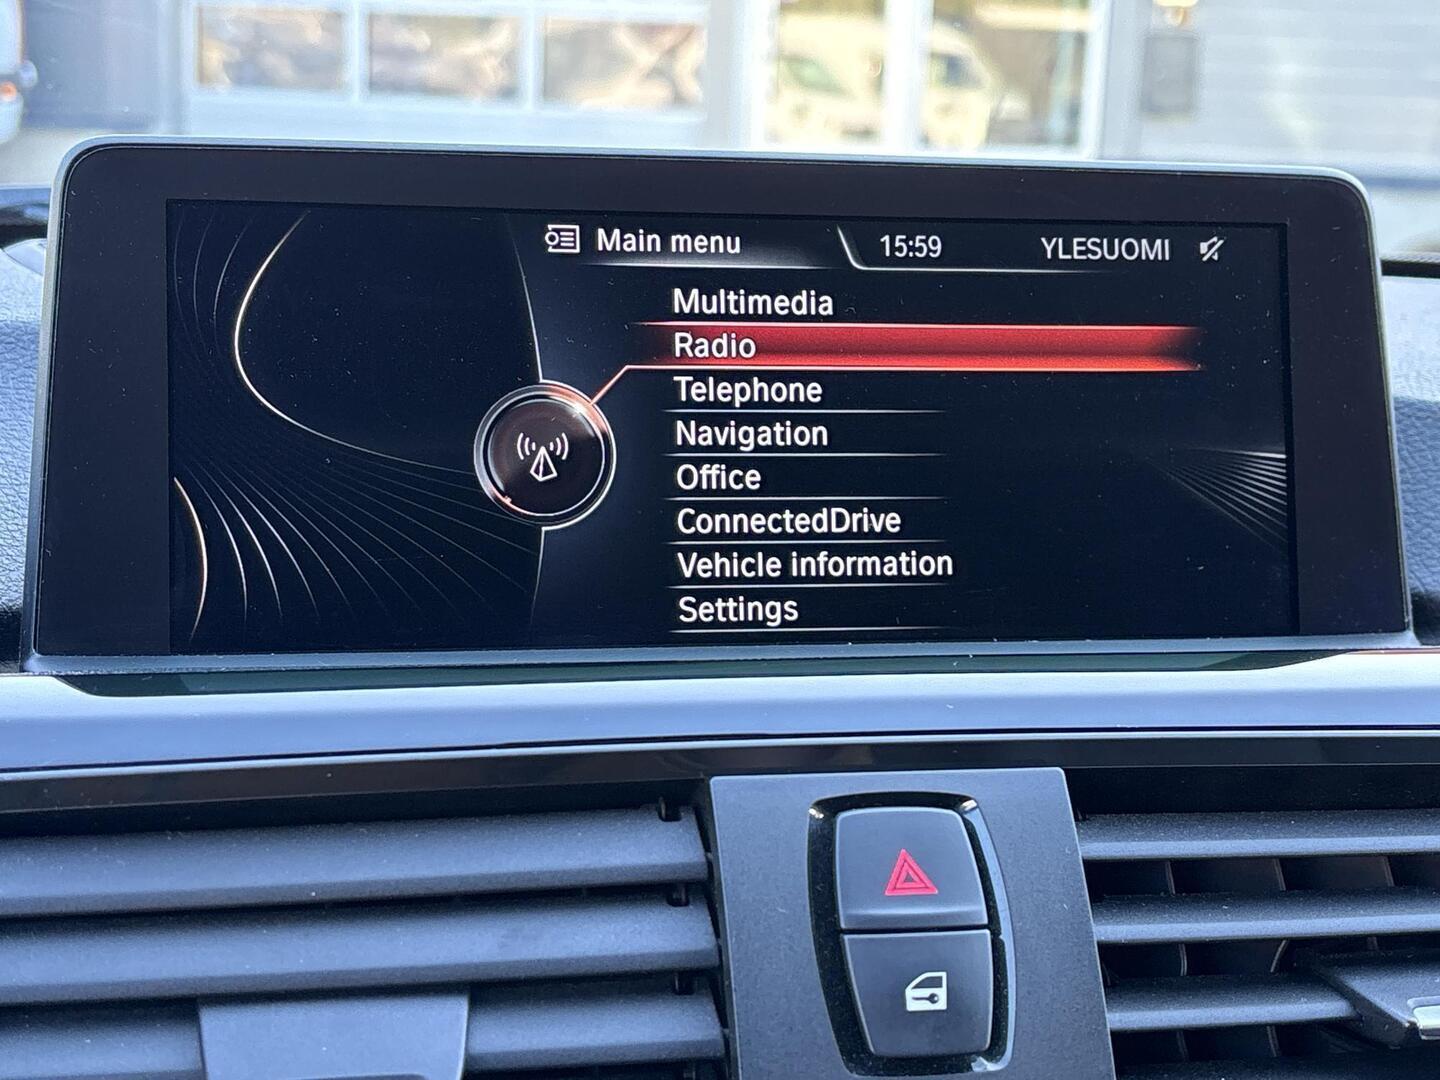 Main menu
15:59
YLESUOMI
Multimedia
Radio
Telephone
Navigation
Office
ConnectedDrive
Vehicle information
Settings